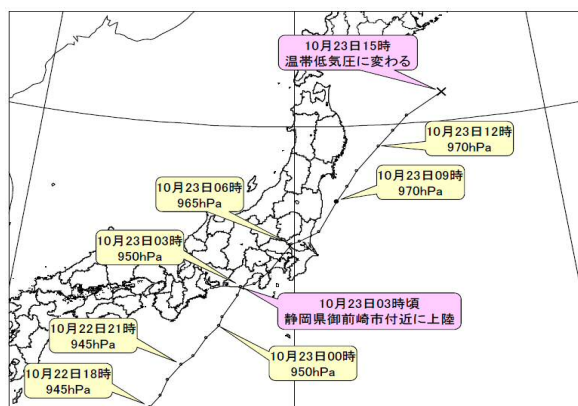 10月23日15時
温帯低気圧に変わる
10月23日12時
970hPa
10月23日09時
970hPa
10月23日06時
965hPa
10月23日03時
950hPa
10月23日03時頃
静岡県御前崎市付近に上陸
10月22日21時
945hPa
10月23日00時
950hPa
10月22日18時
945hPa